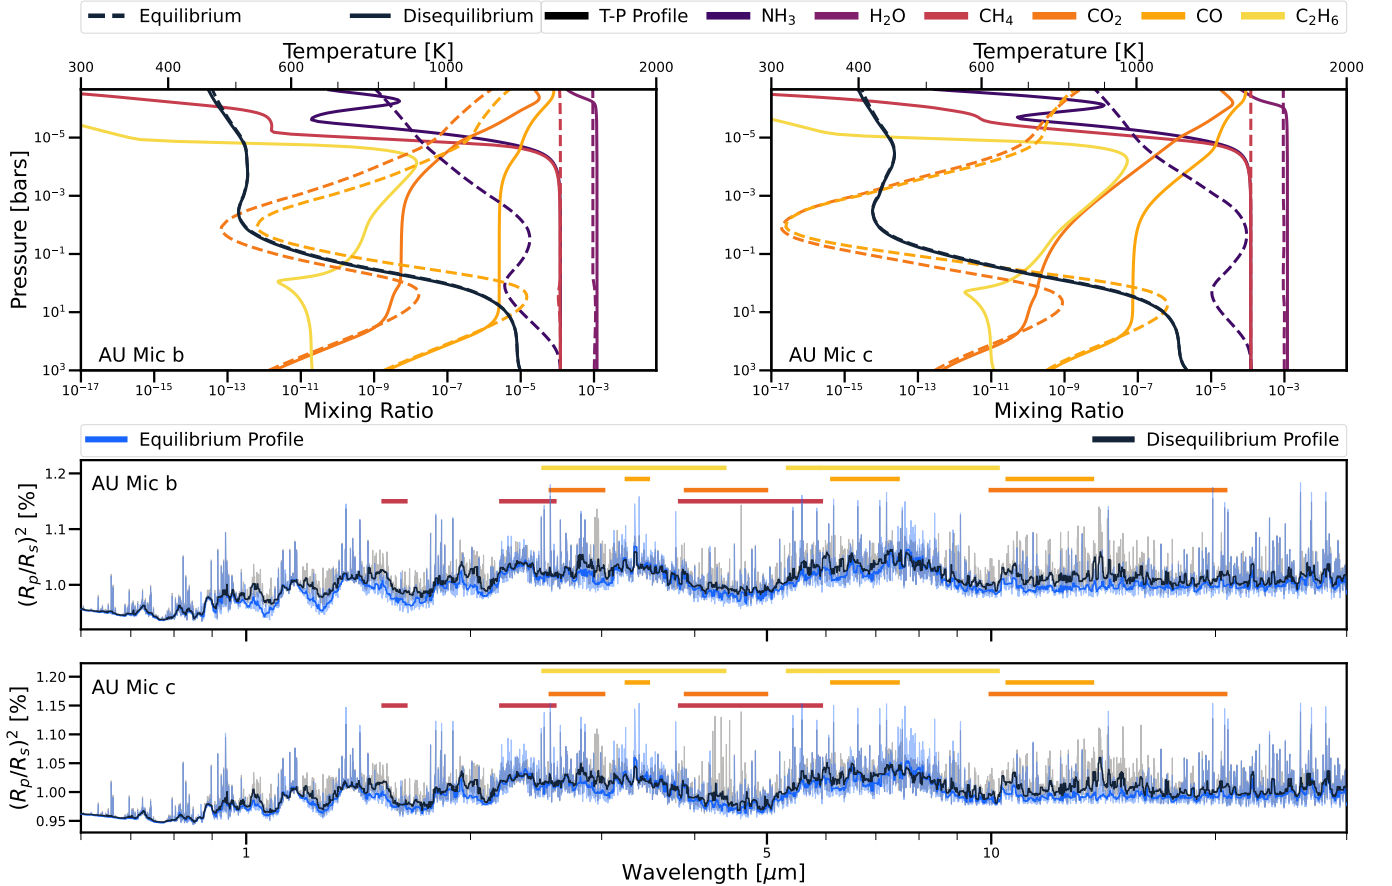 Equilibrium Disequilibrium T-P Profile NH₃ H₂O CH₄ CO₂ CO C₂H₆
Temperature [K] Temperature [K]
300 400 600 1000 2000 300 400 600 1000 2000
Pressure [bars]
10⁻⁵ 10⁻⁵
10⁻³ 10⁻³
10⁻¹ 10⁻¹
10¹ 10¹
10³ 10³
AU Mic b AU Mic c
10⁻¹⁷ 10⁻¹⁵ 10⁻¹³ 10⁻¹¹ 10⁻⁹ 10⁻⁷ 10⁻⁵ 10⁻³ 10⁻¹⁷ 10⁻¹⁵ 10⁻¹³ 10⁻¹¹ 10⁻⁹ 10⁻⁷ 10⁻⁵ 10⁻³
Mixing Ratio Mixing Ratio
Equilibrium Profile Disequilibrium Profile
AU Mic b
(Rₚ/Rₛ)² [%]
1.2
1.1
1.0
AU Mic c
(Rₚ/Rₛ)² [%]
1.20
1.15
1.10
1.05
1.00
0.95
1 5 10
Wavelength [μm]